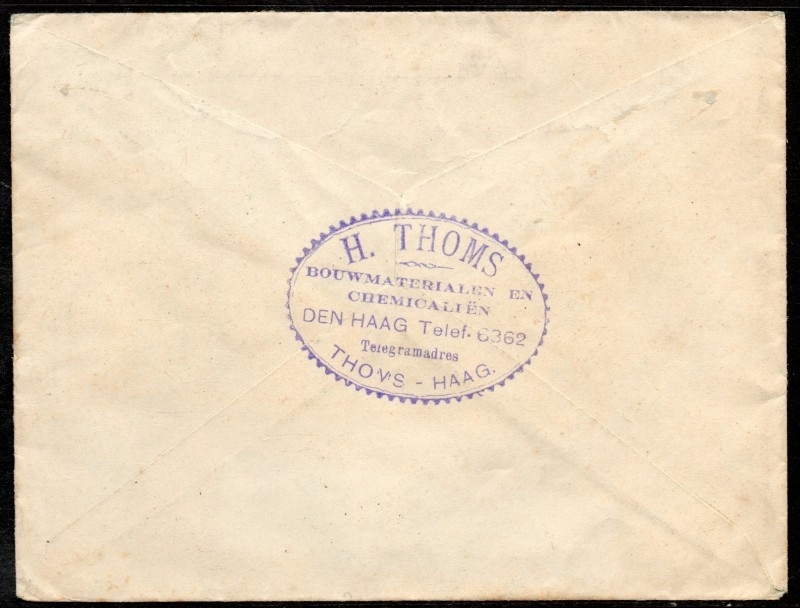 H. THOMS
BOUWMATERIALEN EN
CHEMICALIËN
DEN HAAG Telef. 6362
Telegramadres
THOMS - HAAG.